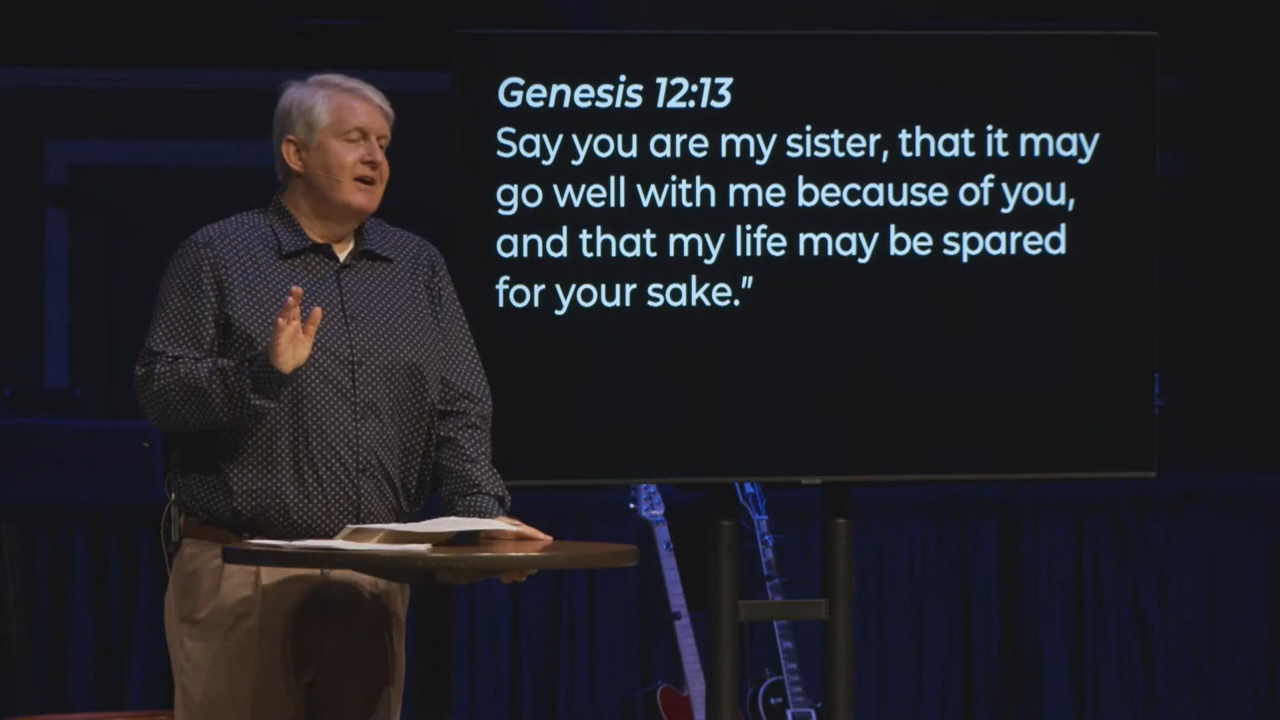 Genesis 12:13
Say you are my sister, that it may
go well with me because of you,
and that my life may be spared
for your sake.”